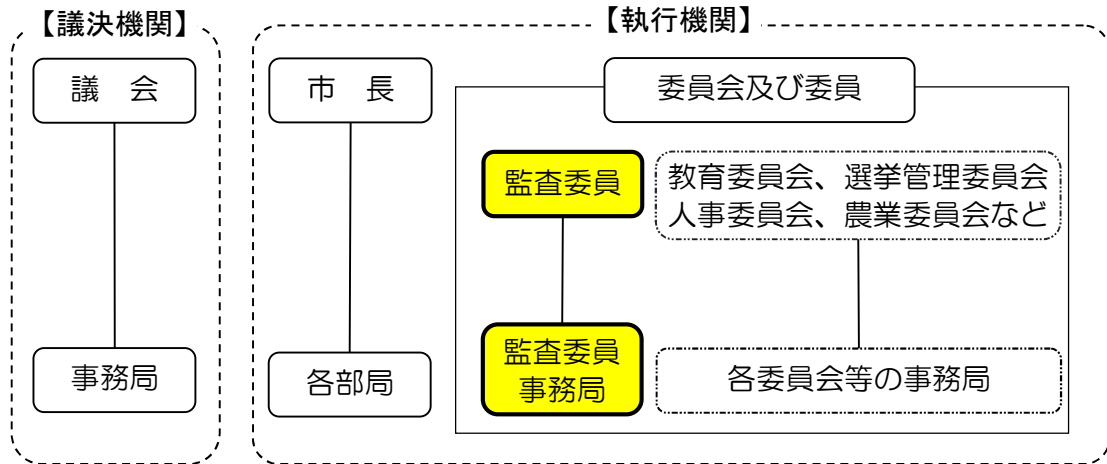 【議決機関】
【執行機関】
議　会
市　長
委員会及び委員
監査委員
教育委員会、選挙管理委員会
人事委員会、農業委員会など
事務局
各部局
監査委員
事務局
各委員会等の事務局